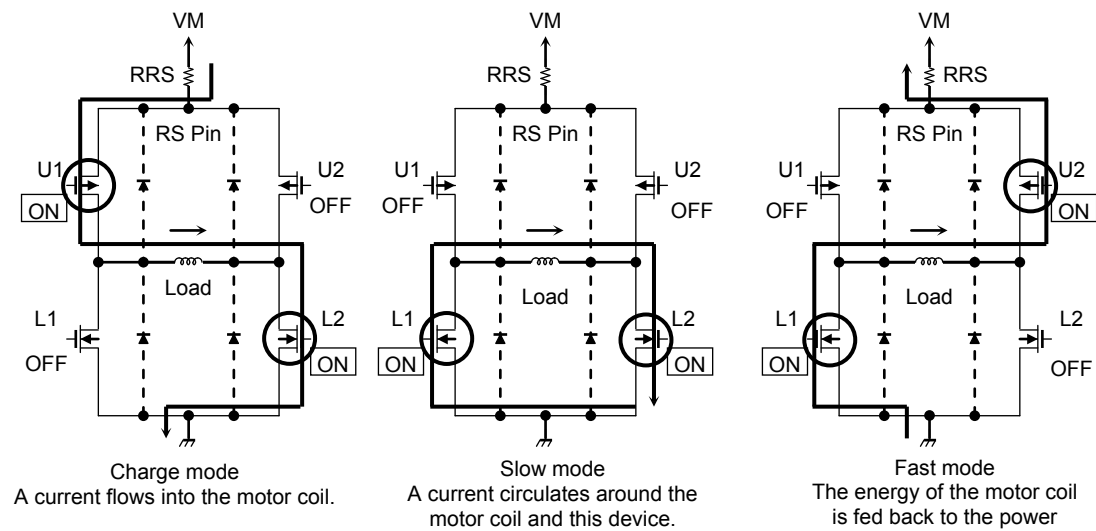 VM
RRS
RS Pin
U1
U2
ON
OFF
Load
L1
L2
OFF
ON
Charge mode
A current flows into the motor coil.
VM
RRS
RS Pin
U1
U2
OFF
OFF
Load
L1
L2
ON
ON
Slow mode
A current circulates around the
motor coil and this device.
VM
RRS
RS Pin
U1
U2
OFF
ON
Load
L1
L2
ON
OFF
Fast mode
The energy of the motor coil
is fed back to the power